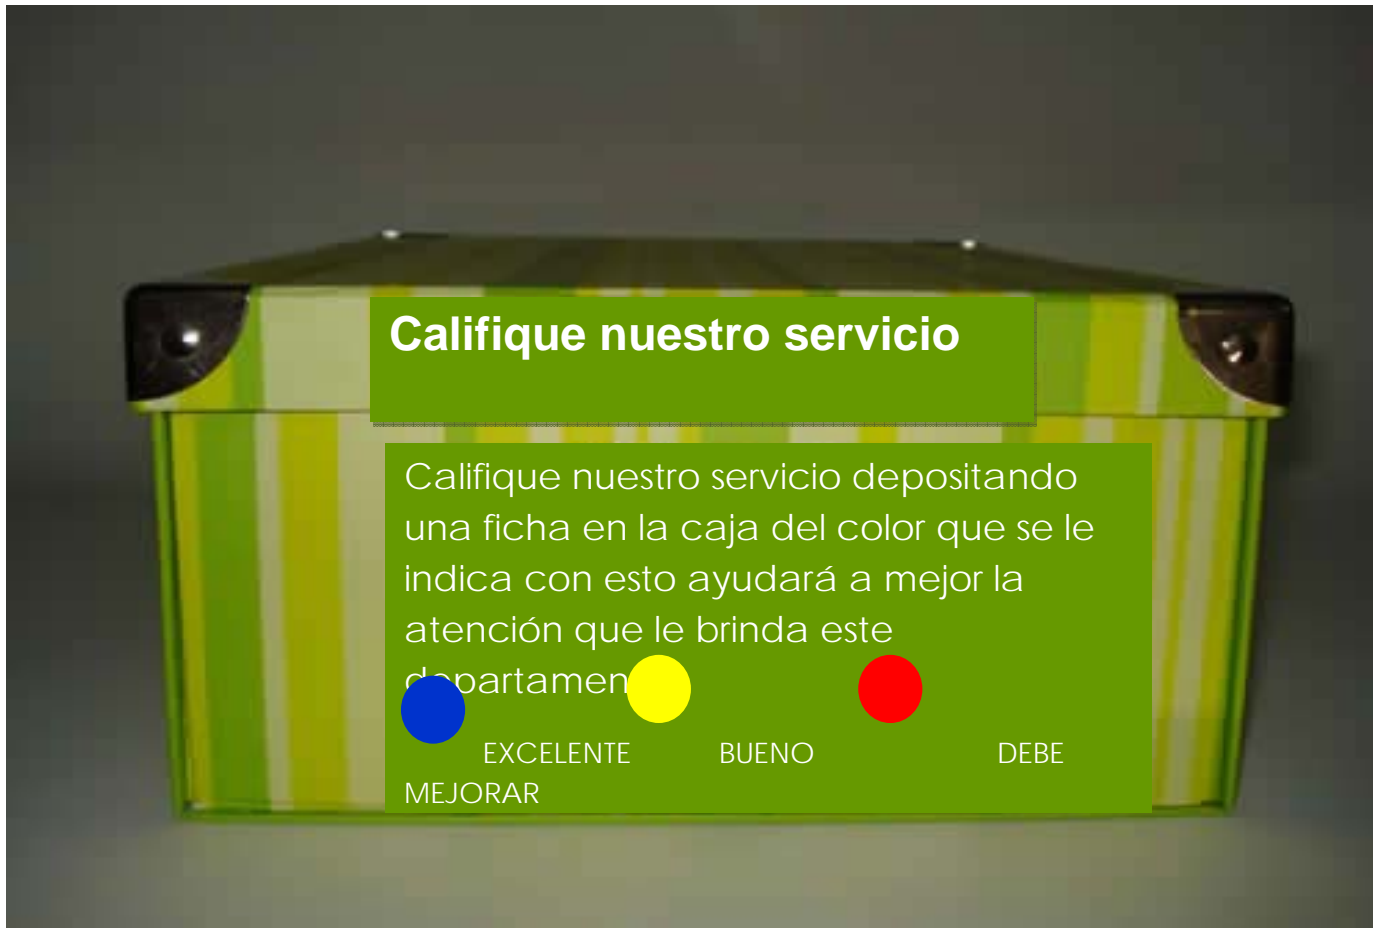 Califique nuestro servicio
Califique nuestro servicio depositando
una ficha en la caja del color que se le
indica con esto ayudará a mejor la
atención que le brinda este
departamen
EXCELENTE BUENO DEBE
MEJORAR